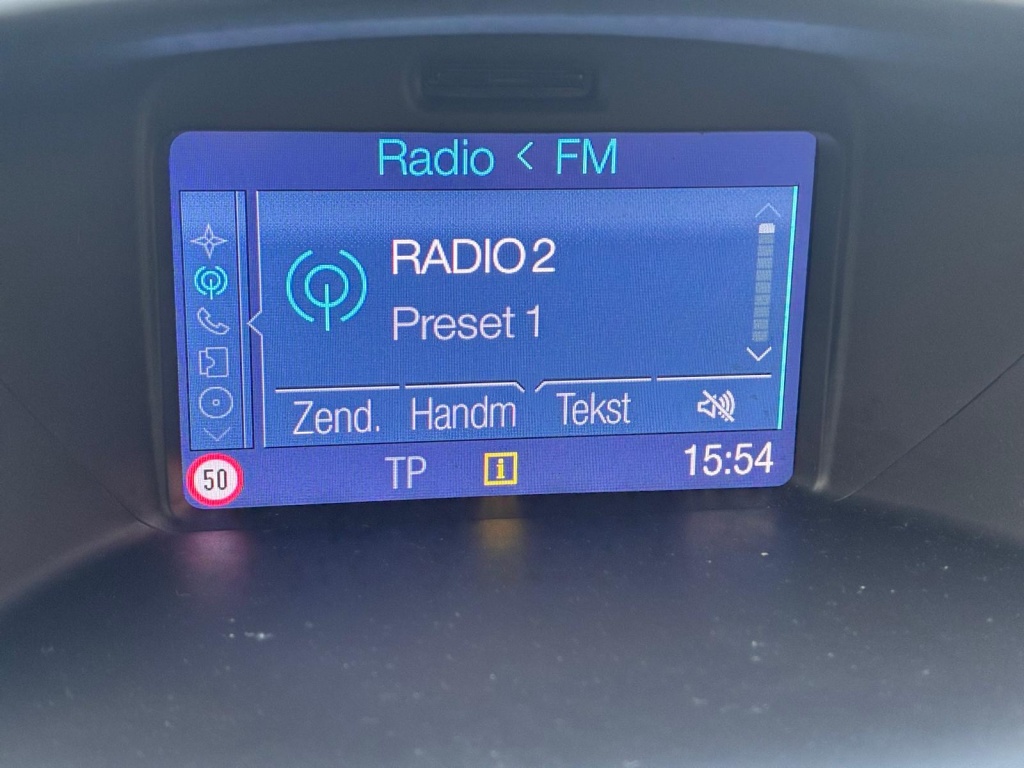 Radio < FM
RADIO 2
Preset 1
Zend. Handm Tekst
50 TP i 15:54